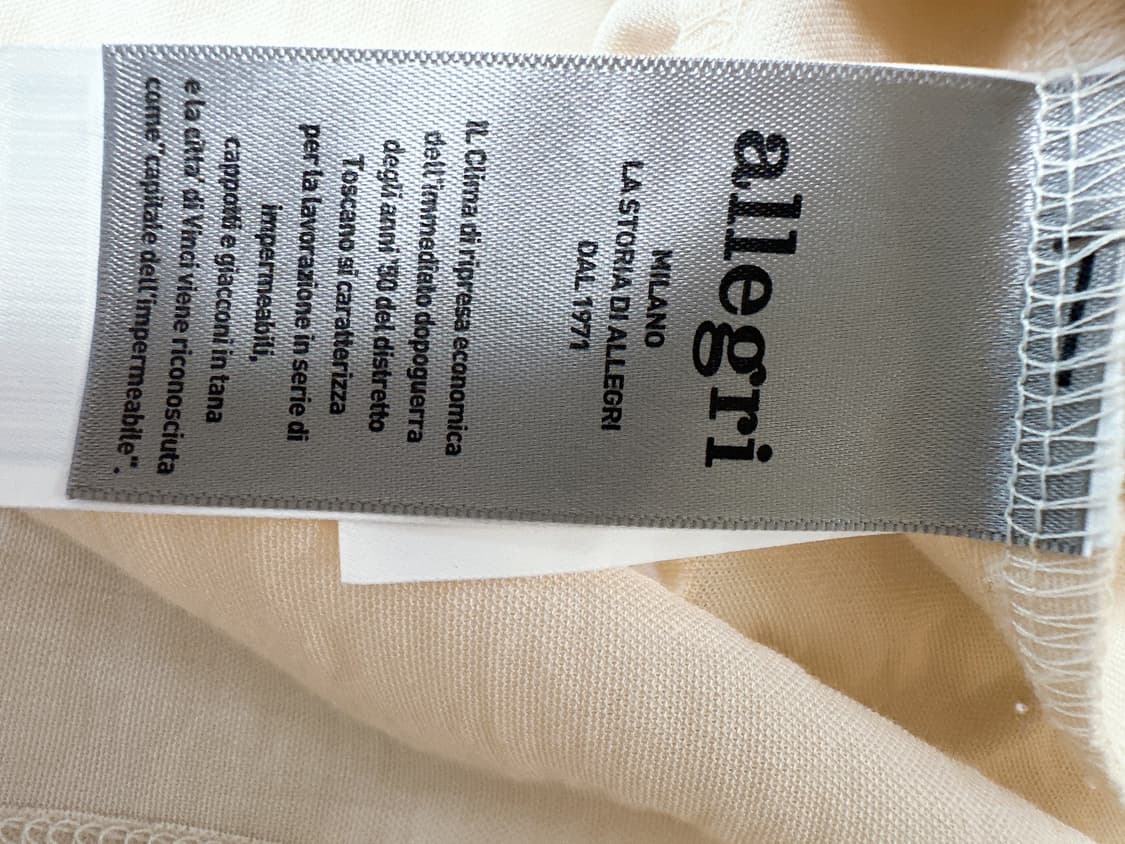 allegri
MILANO
LA STORIA DI ALLEGRI
DAL 1971
IL Clima di ripresa economica
dell'immediato dopoguerra
degli anni '50 del distretto
Toscano si caratterizza
per la lavorazione in serie di
impermeabili,
cappotti e giacconi in tana
e la citta' di Vinci viene riconosciuta
come"capitale dell'impermeabile".